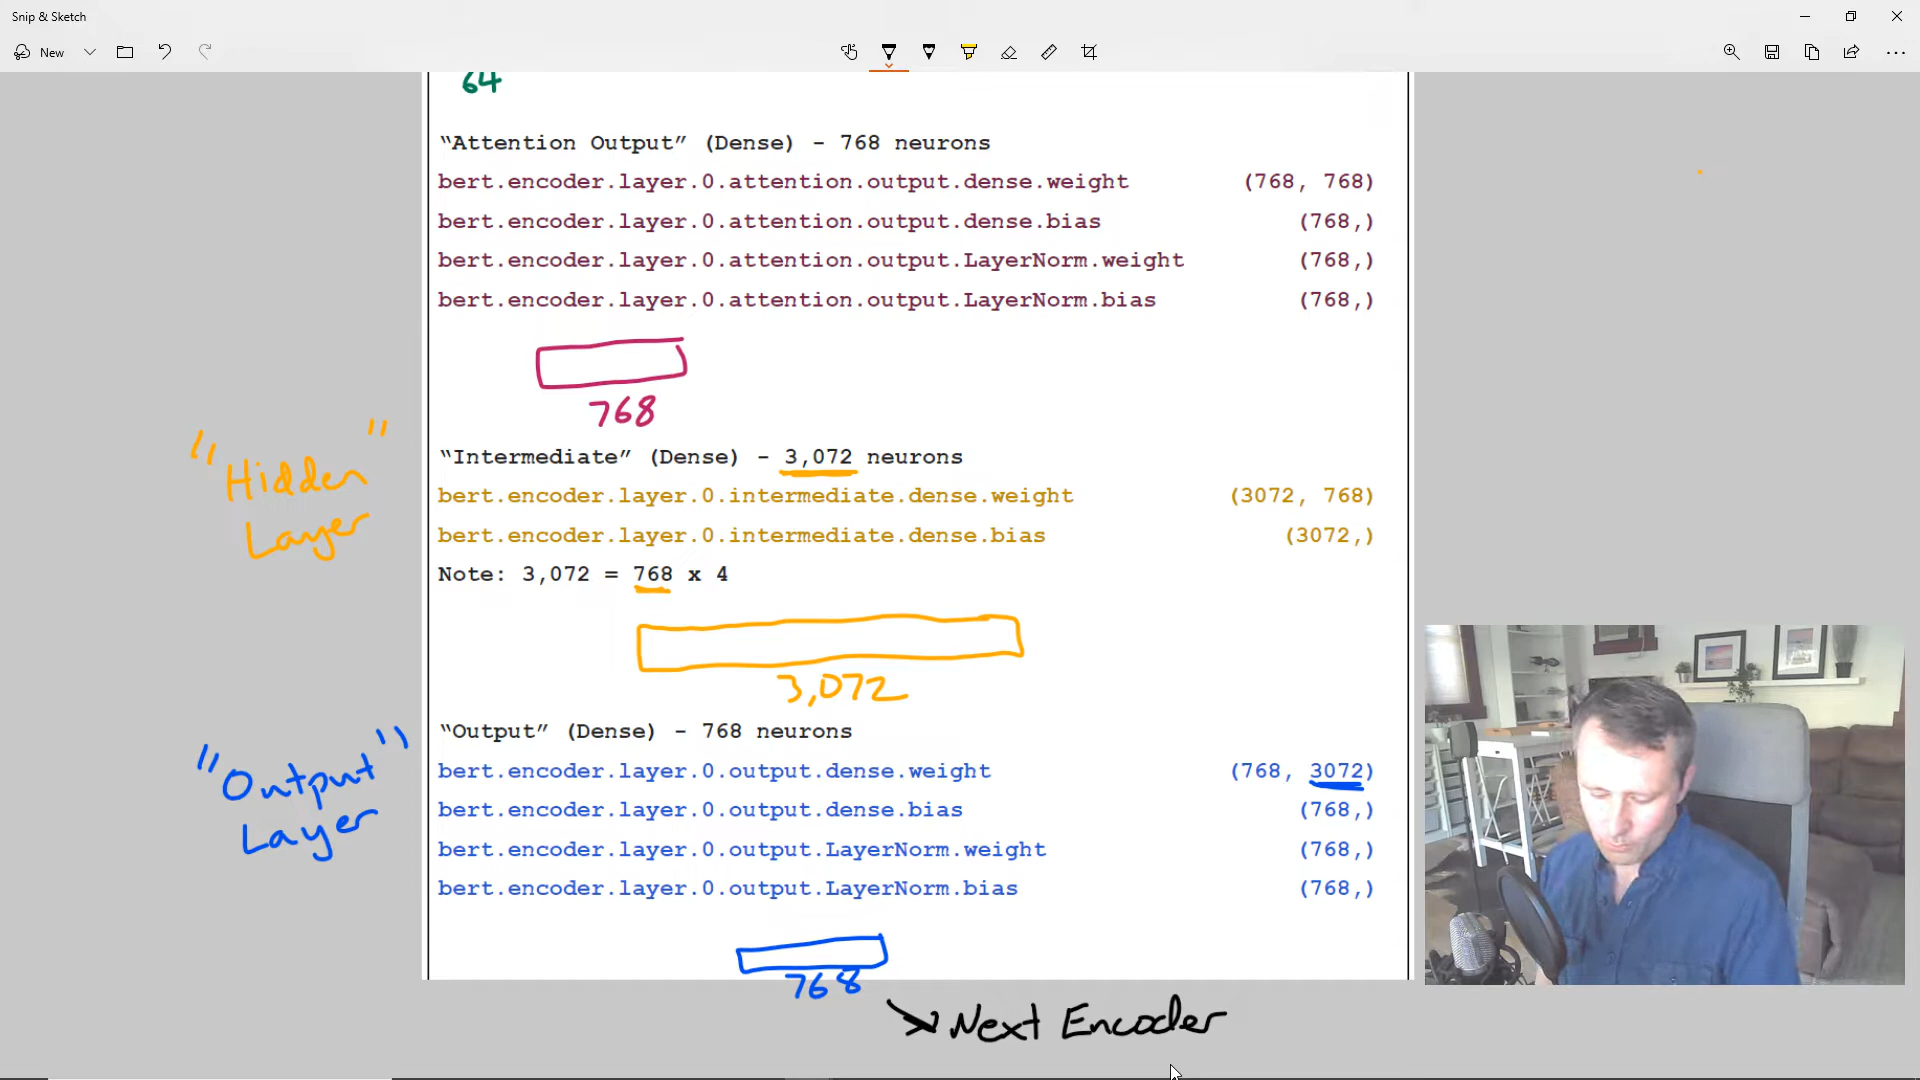 Snip & Sketch
New
64
“Attention Output” (Dense) - 768 neurons
bert.encoder.layer.0.attention.output.dense.weight (768, 768)
bert.encoder.layer.0.attention.output.dense.bias (768,)
bert.encoder.layer.0.attention.output.LayerNorm.weight (768,)
bert.encoder.layer.0.attention.output.LayerNorm.bias (768,)
768
"Hidden"
Layer
“Intermediate” (Dense) - 3,072 neurons
bert.encoder.layer.0.intermediate.dense.weight (3072, 768)
bert.encoder.layer.0.intermediate.dense.bias (3072,)
Note: 3,072 = 768 x 4
3,072
"Output"
Layer
“Output” (Dense) - 768 neurons
bert.encoder.layer.0.output.dense.weight (768, 3072)
bert.encoder.layer.0.output.dense.bias (768,)
bert.encoder.layer.0.output.LayerNorm.weight (768,)
bert.encoder.layer.0.output.LayerNorm.bias (768,)
768
Next Encoder